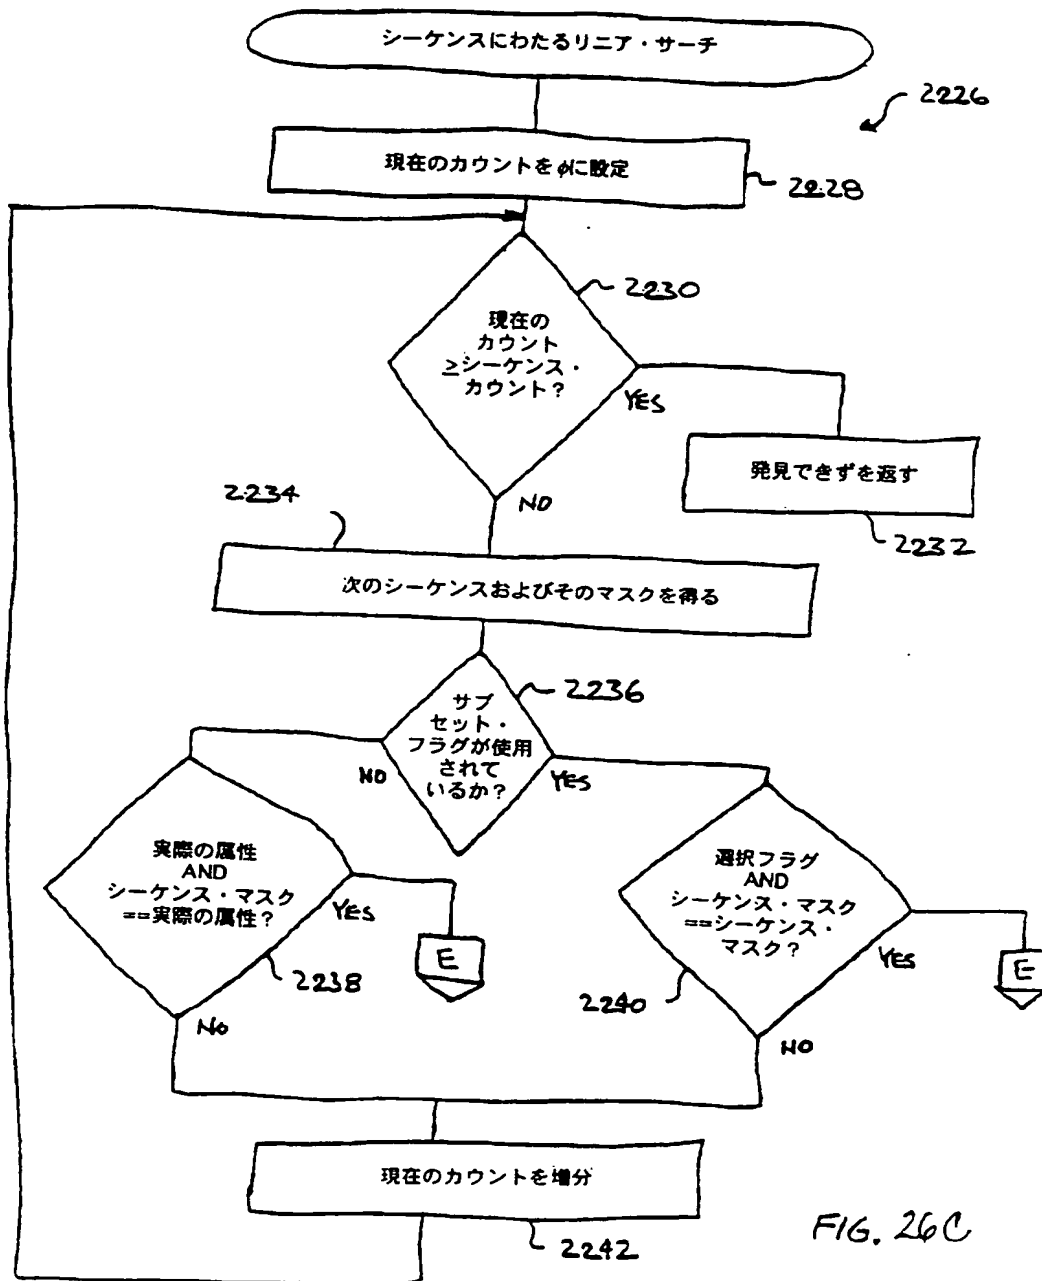 シーケンスにわたるリニア・サーチ
2226
現在のカウントをφに設定
2228
2230
現在の
カウント
≥シーケンス・
カウント?
YES
NO
発見できずを返す
2232
2234
次のシーケンスおよびそのマスクを得る
2236
サブ
セット・
フラグが使用
されて
いるか?
NO
YES
実際の属性
AND
シーケンス・マスク
==実際の属性?
YES
E
2238
NO
選択フラグ
AND
シーケンス・マスク
==シーケンス・
マスク?
YES
E
2240
NO
現在のカウントを増分
2242
FIG. 26C